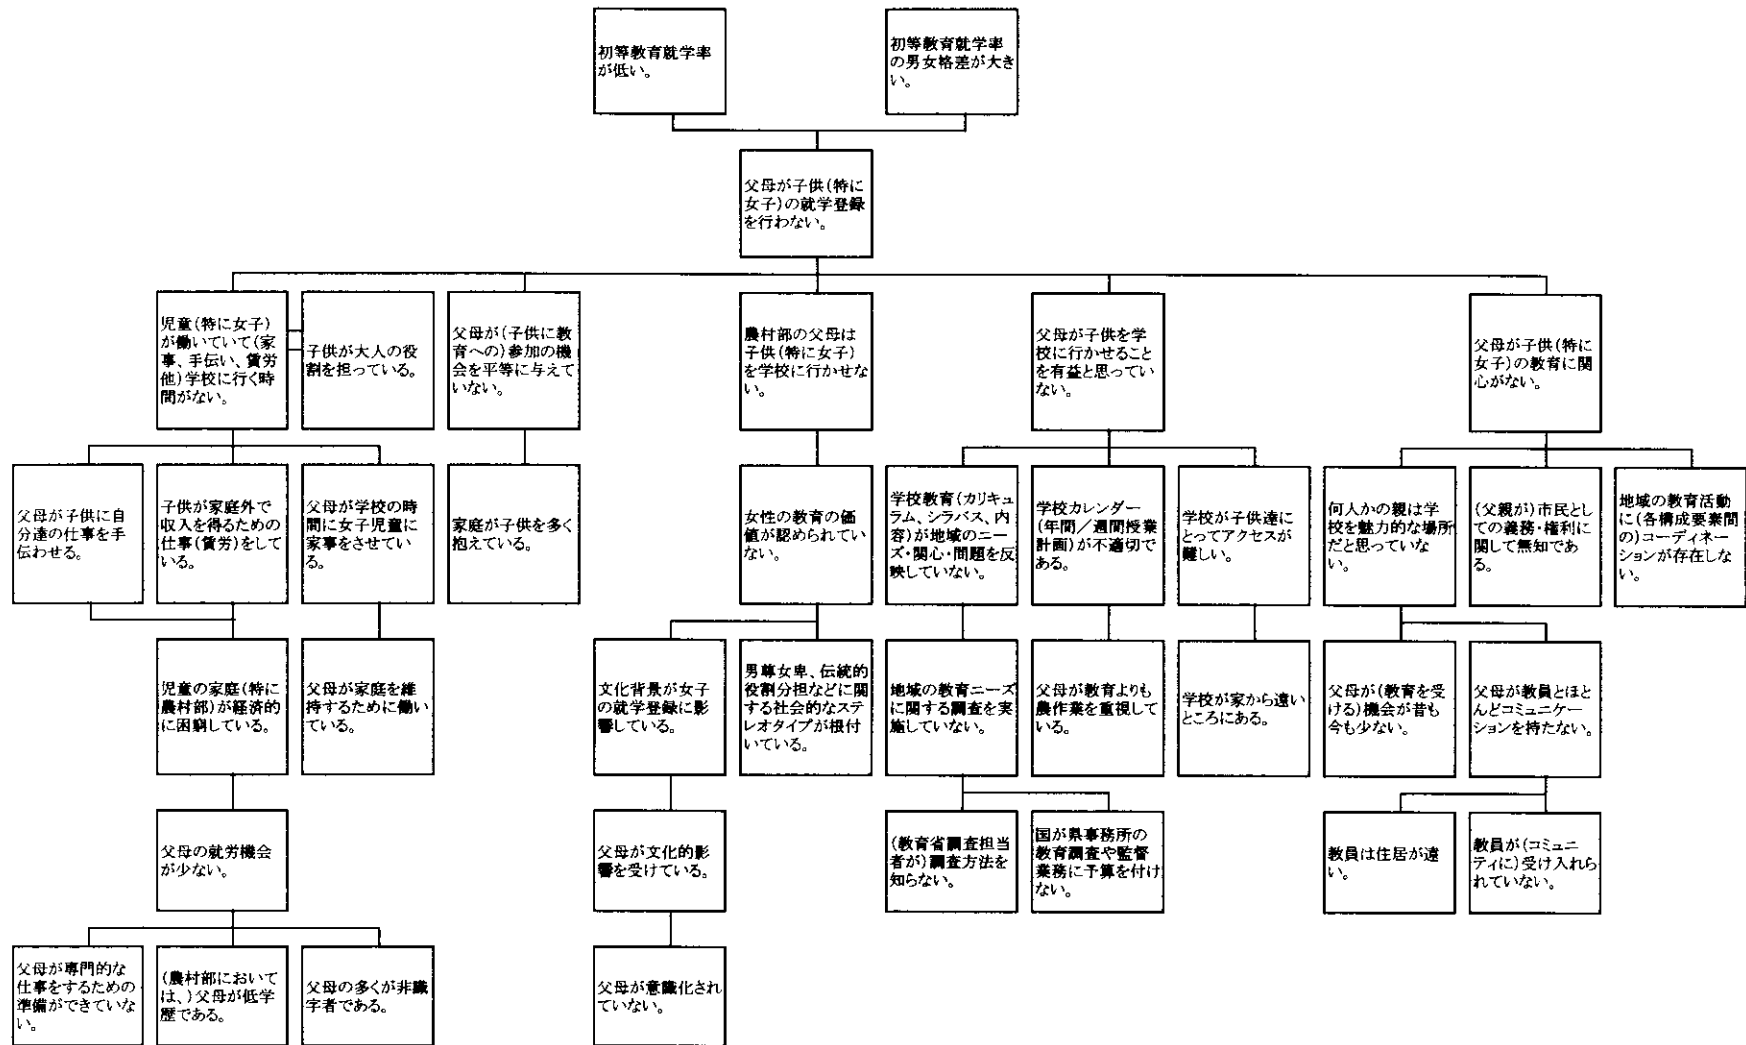 初等教育就学率
が低い。
初等教育就学率
の男女格差が大き
い。
父母が子供(特に
女子)の就学登録
を行わない。
児童(特に女子)
が働いていて(家
事、手伝い、賃労
他)学校に行く時
間がない。
子供が大人の役
割を担っている。
父母が(子供に教
育への)参加の機
会を平等に与えて
いない。
農村部の父母は
子供(特に女子)
を学校に行かせな
い。
父母が子供を学
校に行かせること
を有益と思ってい
ない。
父母が子供(特に
女子)の教育に関
心がない。
父母が子供に自
分達の仕事を手
伝わせる。
子供が家庭外で
収入を得るための
仕事(賃労)をして
いる。
父母が学校の時
間に女子児童に
家事をさせてい
る。
家庭が子供を多く
抱えている。
女性の教育の価
値が認められてい
ない。
学校教育(カリキュ
ラム、シラバス、内
容)が地域のニー
ズ・関心・問題を反
映していない。
学校カレンダー
(年間/週間授業
計画)が不適切で
ある。
学校が子供達に
とってアクセスが
難しい。
何人かの親は学
校を魅力的な場所
だと思っていな
い。
(父親が)市民とし
ての義務・権利に
関して無知であ
る。
地域の教育活動
に(各構成要素間
の)コーディネー
ションが存在しない。
児童の家庭(特に
農村部)が経済的
に困窮している。
父母が家庭を維
持するために働い
ている。
文化背景が女子
の就学登録に影
響している。
男尊女卑、伝統的
役割分担などに関
する社会的なステ
レオタイプが根付
いている。
地域の教育ニーズ
に関する調査を実
施していない。
父母が教育よりも
農作業を重視して
いる。
学校が家から遠い
ところにある。
父母が(教育を受
ける)機会が昔も
今も少ない。
父母が教員とほと
んどコミュニケー
ションを持たない。
父母の就労機会
が少ない。
父母が文化的影
響を受けている。
(教育省調査担当
者が)調査方法を
知らない。
国が県事務所の
教育調査や監督
業務に予算を付け
ない。
教員は住居が遠
い。
教員が(コミュニ
ティに)受け入れら
れていない。
父母が専門的な
仕事をするための
準備ができていな
い。
(農村部において
は、)父母が低学
歴である。
父母の多くが非識
字者である。
父母が意識化され
ていない。